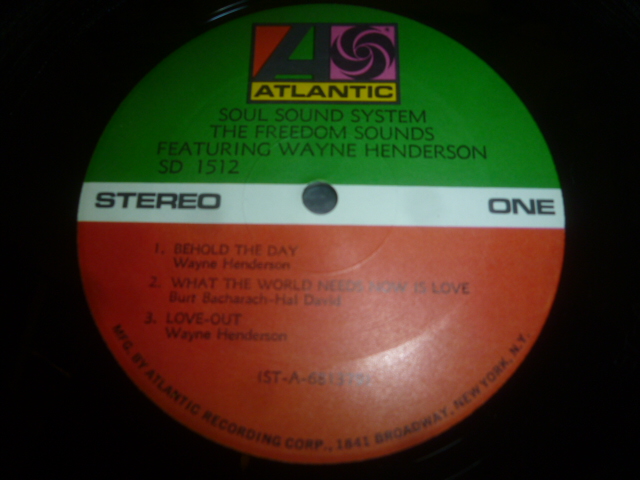 ATLANTIC
SOUL SOUND SYSTEM
THE FREEDOM SOUNDS
FEATURING WAYNE HENDERSON
SD 1512
STEREO
ONE
1. BEHOLD THE DAY
Wayne Henderson
2. WHAT THE WORLD NEEDS NOW IS LOVE
Burt Bacharach-Hal David
3. LOVE-OUT
Wayne Henderson
MFG. BY ATLANTIC RECORDING CORP., 1841 BROADWAY, NEW YORK, N.Y.